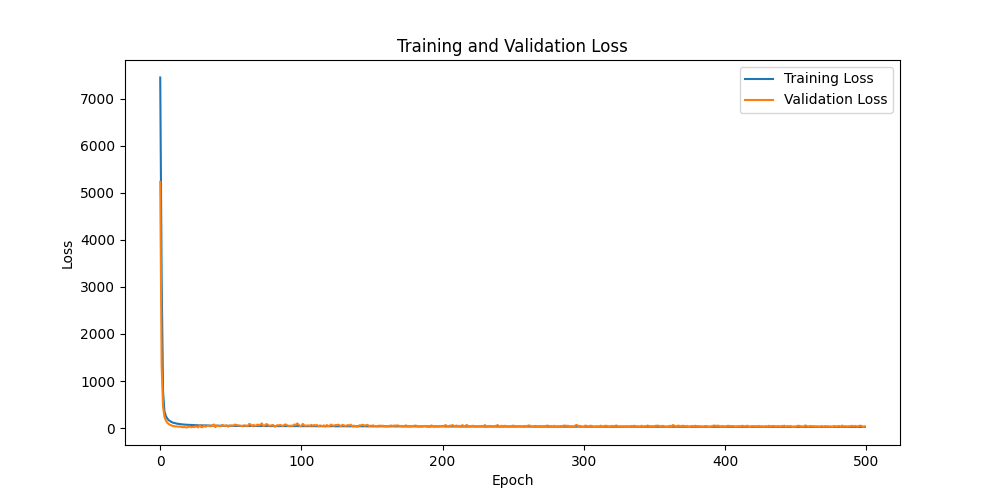 Training and Validation Loss
Training Loss
Validation Loss
7000
6000
5000
4000
3000
2000
1000
0
Loss
0 100 200 300 400 500
Epoch